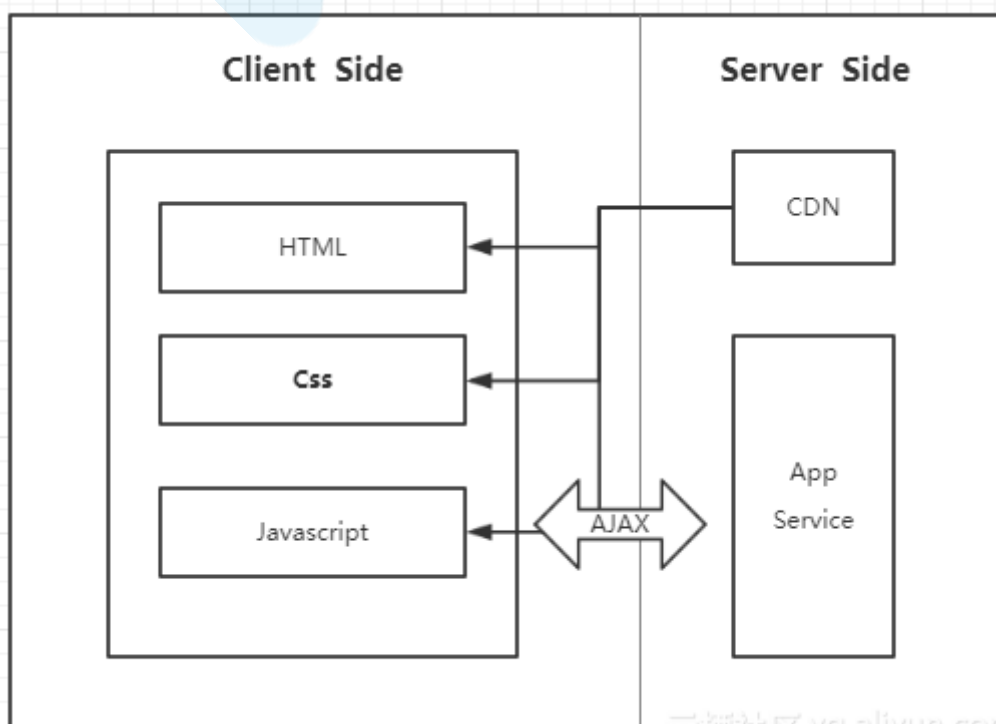 Client Side
Server Side
CDN
HTML
Css
App
Service
Javascript
AJAX